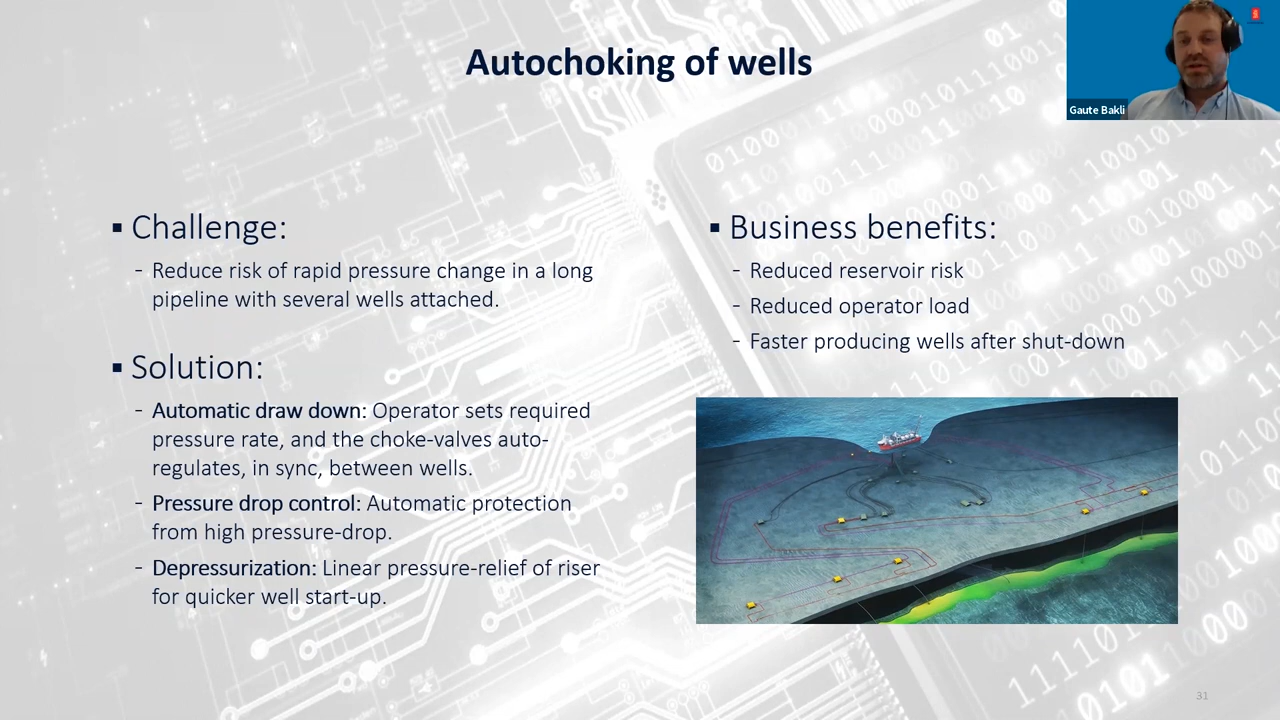 Autochoking of wells
Gaute Bakli
▪ Challenge:
- Reduce risk of rapid pressure change in a long
pipeline with several wells attached.
▪ Solution:
- Automatic draw down: Operator sets required
pressure rate, and the choke-valves auto-
regulates, in sync, between wells.
- Pressure drop control: Automatic protection
from high pressure-drop.
- Depressurization: Linear pressure-relief of riser
for quicker well start-up.
▪ Business benefits:
- Reduced reservoir risk
- Reduced operator load
- Faster producing wells after shut-down
31